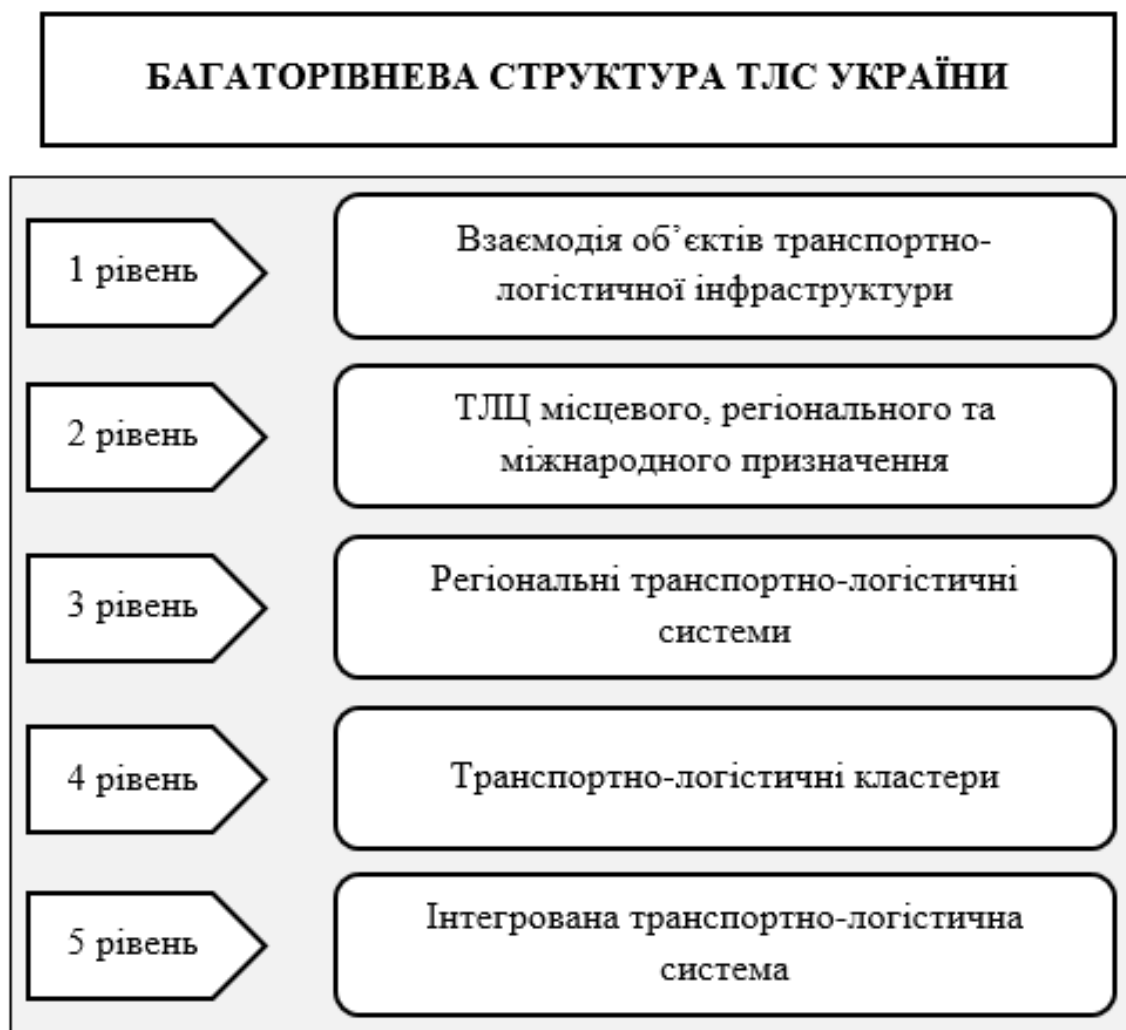 БАГАТОРІВНЕВА СТРУКТУРА ТЛС УКРАЇНИ
1 рівень
Взаємодія об’єктів транспортно-
логістичної інфраструктури
2 рівень
ТЛЦ місцевого, регіонального та
міжнародного призначення
3 рівень
Регіональні транспортно-логістичні
системи
4 рівень
Транспортно-логістичні кластери
5 рівень
Інтегрована транспортно-логістична
система